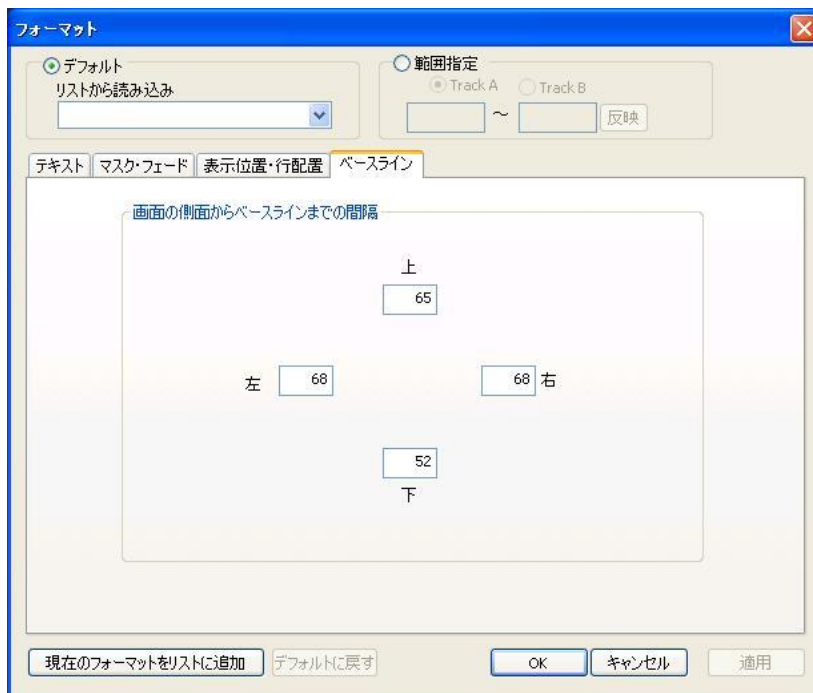 フォーマット
デフォルト
リストから読み込み
範囲指定
Track A Track B
~ 反映
テキスト マスク・フェード 表示位置・行配置 ベースライン
画面の側面からベースラインまでの間隔
上
65
左 68 68 右
52
下
現在のフォーマットをリストに追加 デフォルトに戻す OK キャンセル 適用